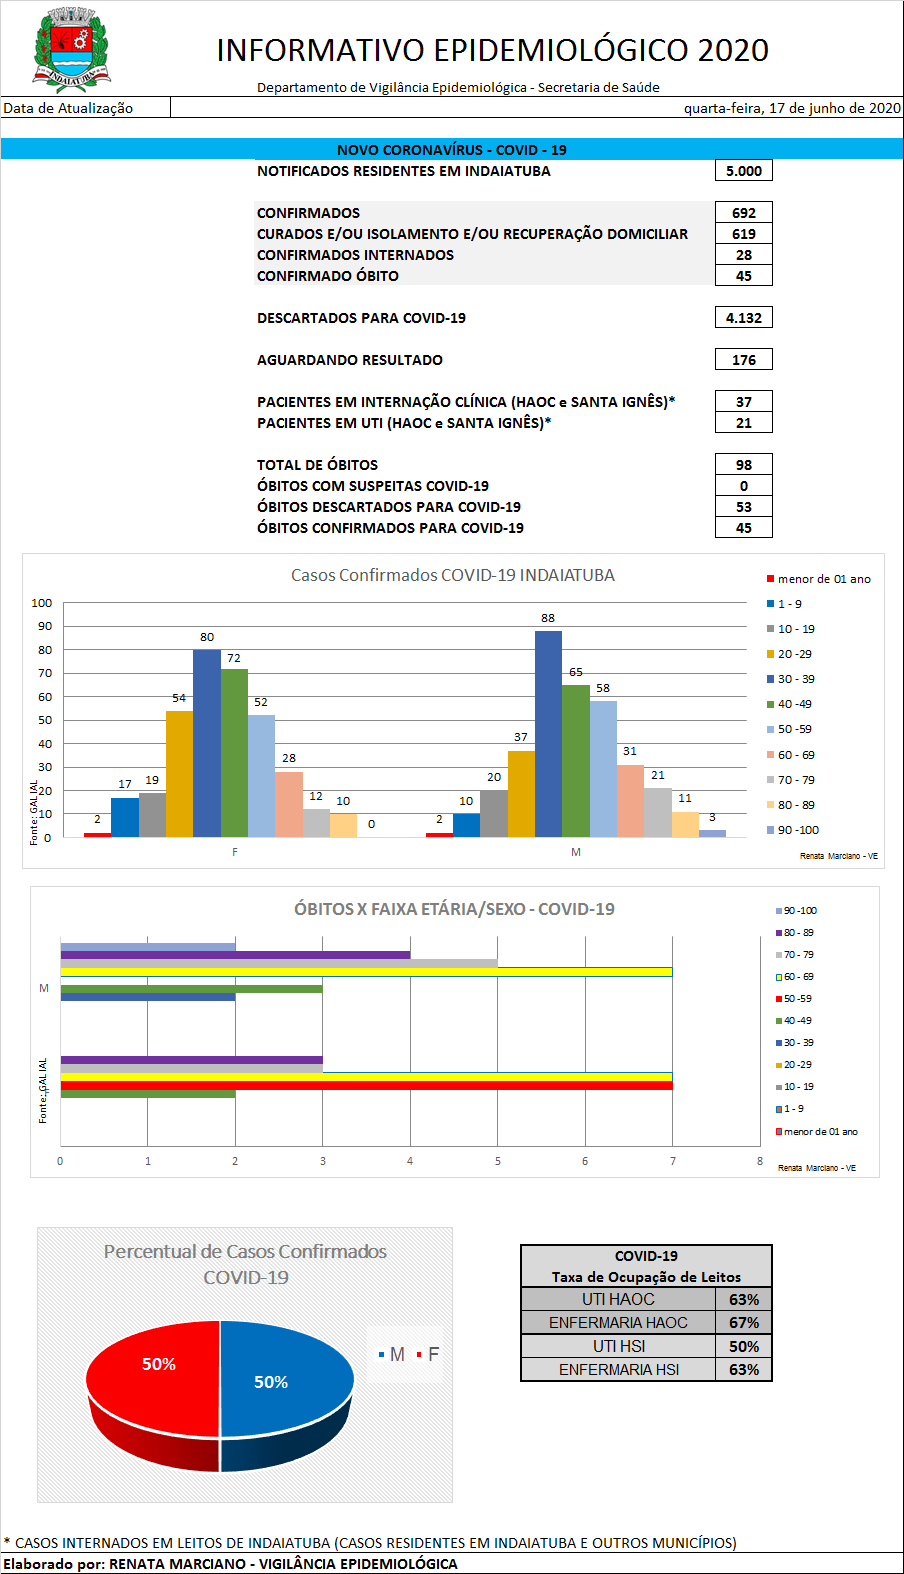 INDAIATUBA
INFORMATIVO EPIDEMIOLÓGICO 2020
Departamento de Vigilância Epidemiológica - Secretaria de Saúde
Data de Atualização quarta-feira, 17 de junho de 2020
NOVO CORONAVÍRUS - COVID - 19
NOTIFICADOS RESIDENTES EM INDAIATUBA 5.000
CONFIRMADOS 692
CURADOS E/OU ISOLAMENTO E/OU RECUPERAÇÃO DOMICILIAR 619
CONFIRMADOS INTERNADOS 28
CONFIRMADO ÓBITO 45
DESCARTADOS PARA COVID-19 4.132
AGUARDANDO RESULTADO 176
PACIENTES EM INTERNAÇÃO CLÍNICA (HAOC e SANTA IGNÊS)* 37
PACIENTES EM UTI (HAOC e SANTA IGNÊS)* 21
TOTAL DE ÓBITOS 98
ÓBITOS COM SUSPEITAS COVID-19 0
ÓBITOS DESCARTADOS PARA COVID-19 53
ÓBITOS CONFIRMADOS PARA COVID-19 45
Casos Confirmados COVID-19 INDAIATUBA
100
90
80
70
60
50
40
30
20
10
0
2 17 19 54 80 72 52 28 12 10 0
2 10 20 37 88 65 58 31 21 11 3
F M
Fonte: GAL IAL
menor de 01 ano
1 - 9
10 - 19
20 -29
30 - 39
40 -49
50 -59
60 - 69
70 - 79
80 - 89
90 -100
Renata Marciano - VE
ÓBITOS X FAIXA ETÁRIA/SEXO - COVID-19
M
Fonte: GAL IAL
0 1 2 3 4 5 6 7 8
90 -100
80 - 89
70 - 79
60 - 69
50 -59
40 -49
30 - 39
20 -29
10 - 19
1 - 9
menor de 01 ano
Renata Marciano - VE
Percentual de Casos Confirmados
COVID-19
50%
50%
M F
COVID-19
Taxa de Ocupação de Leitos
UTI HAOC 63%
ENFERMARIA HAOC 67%
UTI HSI 50%
ENFERMARIA HSI 63%
* CASOS INTERNADOS EM LEITOS DE INDAIATUBA (CASOS RESIDENTES EM INDAIATUBA E OUTROS MUNICÍPIOS)
Elaborado por: RENATA MARCIANO - VIGILÂNCIA EPIDEMIOLÓGICA